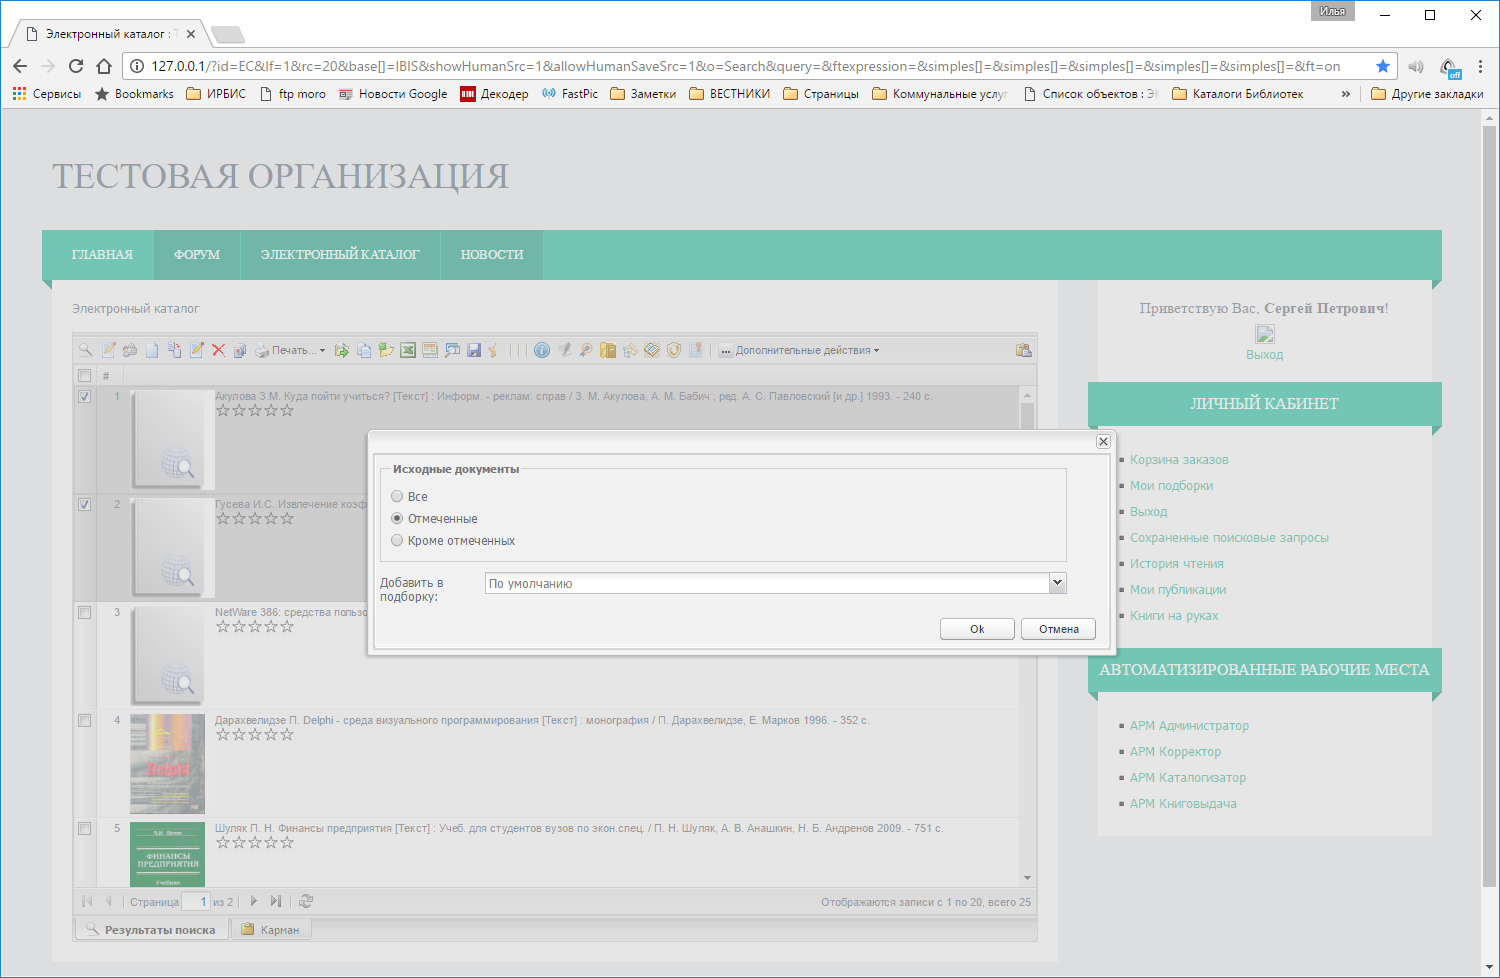 Илья
Электронный каталог : Т
127.0.0.1/?id=EC&lf=1&rc=20&base[]=IBIS&showHumanSrc=1&allowHumanSaveSrc=1&o=Search&query=&ftexpression=&simples[]=&simples[]=&simples[]=&simples[]=&simples[]=&ft=on
off
Сервисы Bookmarks ИРБИС ftp moro Новости Google Декодер FastPic Заметки ВЕСТНИКИ Страницы Коммунальные услуг Список объектов : Эк Каталоги Библиотек » Другие закладки
ТЕСТОВАЯ ОРГАНИЗАЦИЯ
ГЛАВНАЯ ФОРУМ ЭЛЕКТРОННЫЙ КАТАЛОГ НОВОСТИ
Электронный каталог
Печать... ... Дополнительные действия
#
1 Акулова З.М. Куда пойти учиться? [Текст] : Информ. - реклам. справ / З. М. Акулова, А. М. Бабич ; ред. А. С. Павловский [и др.] 1993. - 240 с.
2 Гусева И.С. Извлечение коэф
3 NetWare 386: средства пользо
4 Дарахвелидзе П. Delphi - среда визуального программирования [Текст] : монография / П. Дарахвелидзе, Е. Марков 1996. - 352 с.
5 Шуляк П. Н. Финансы предприятия [Текст] : Учеб. для студентов вузов по экон.спец. / П. Н. Шуляк, А. В. Анашкин, Н. Б. Андренов 2009. - 751 с.
П.Н. Шуляк
ФИНАНСЫ
ПРЕДПРИЯТИЯ
Учебник
Страница 1 из 2
Отображаются записи с 1 по 20, всего 25
Результаты поиска Карман
Исходные документы
Все
Отмеченные
Кроме отмеченных
Добавить в
подборку:
По умолчанию
Ok Отмена
Приветствую Вас, Сергей Петрович!
Выход
ЛИЧНЫЙ КАБИНЕТ
Корзина заказов
Мои подборки
Выход
Сохраненные поисковые запросы
История чтения
Мои публикации
Книги на руках
АВТОМАТИЗИРОВАННЫЕ РАБОЧИЕ МЕСТА
АРМ Администратор
АРМ Корректор
АРМ Каталогизатор
АРМ Книговыдача